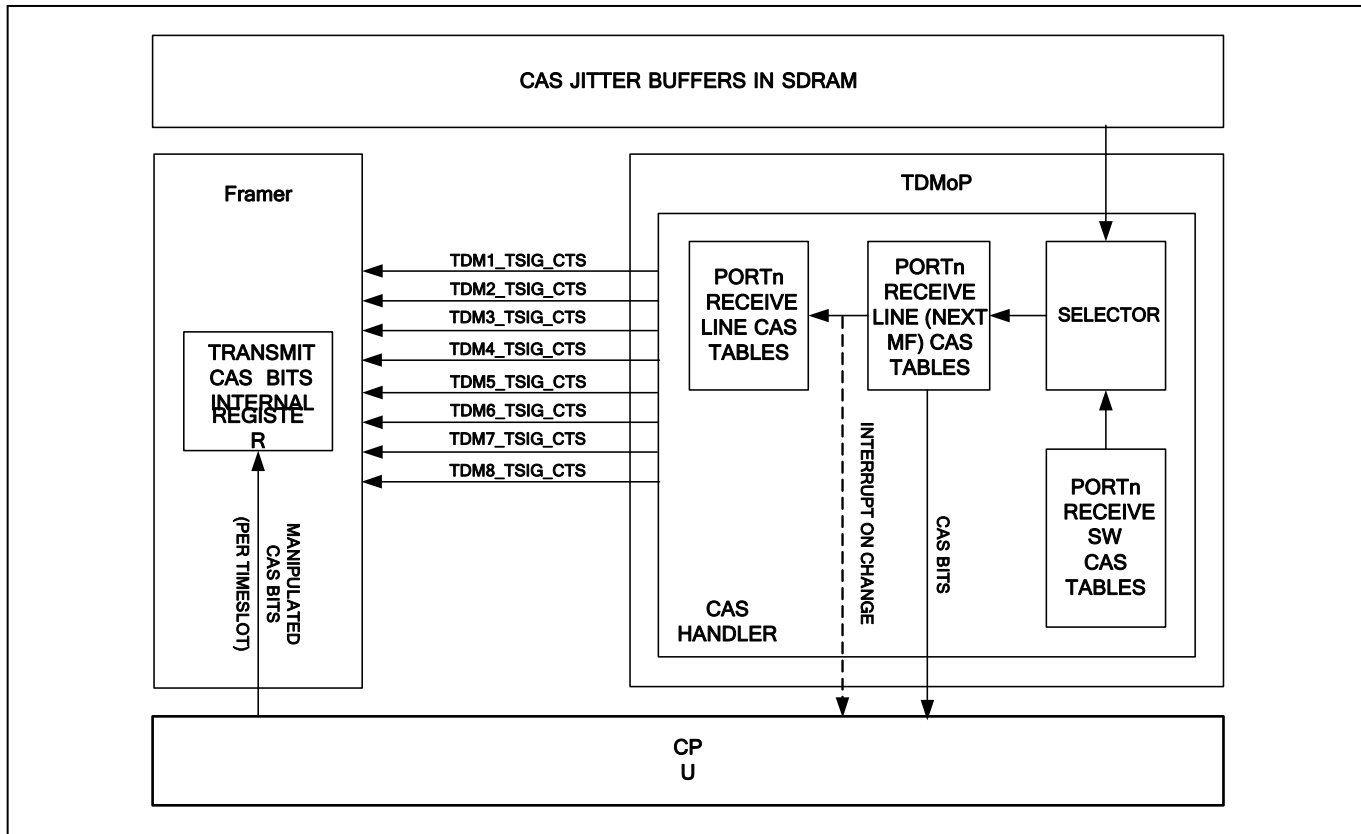 CAS JITTER BUFFERS IN SDRAM
Framer
TRANSMIT
CAS BITS
INTERNAL
REGISTE
R
MANIPULATED
CAS BITS
(PER TIMESLOT)
TDM1_TSIG_CTS
TDM2_TSIG_CTS
TDM3_TSIG_CTS
TDM4_TSIG_CTS
TDM5_TSIG_CTS
TDM6_TSIG_CTS
TDM7_TSIG_CTS
TDM8_TSIG_CTS
TDMoP
PORTn
RECEIVE
LINE CAS
TABLES
PORTn
RECEIVE
LINE (NEXT
MF) CAS
TABLES
SELECTOR
PORTn
RECEIVE
SW
CAS
TABLES
INTERRUPT ON CHANGE
CAS BITS
CAS
HANDLER
CP
U